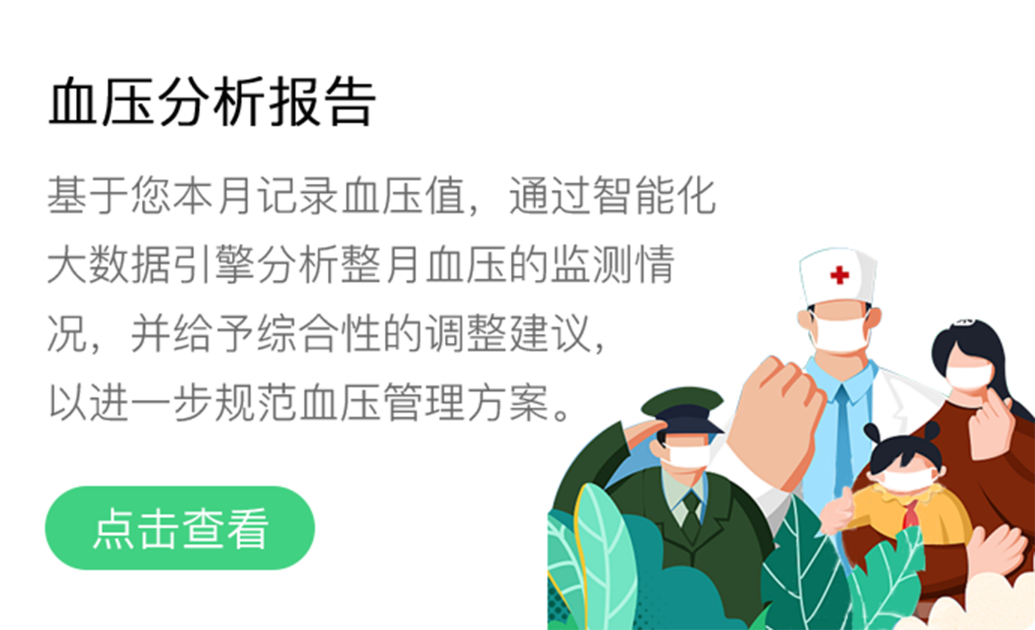 血压分析报告
基于您本月记录血压值，通过智能化
大数据引擎分析整月血压的监测情
况，并给予综合性的调整建议，
以进一步规范血压管理方案。
点击查看